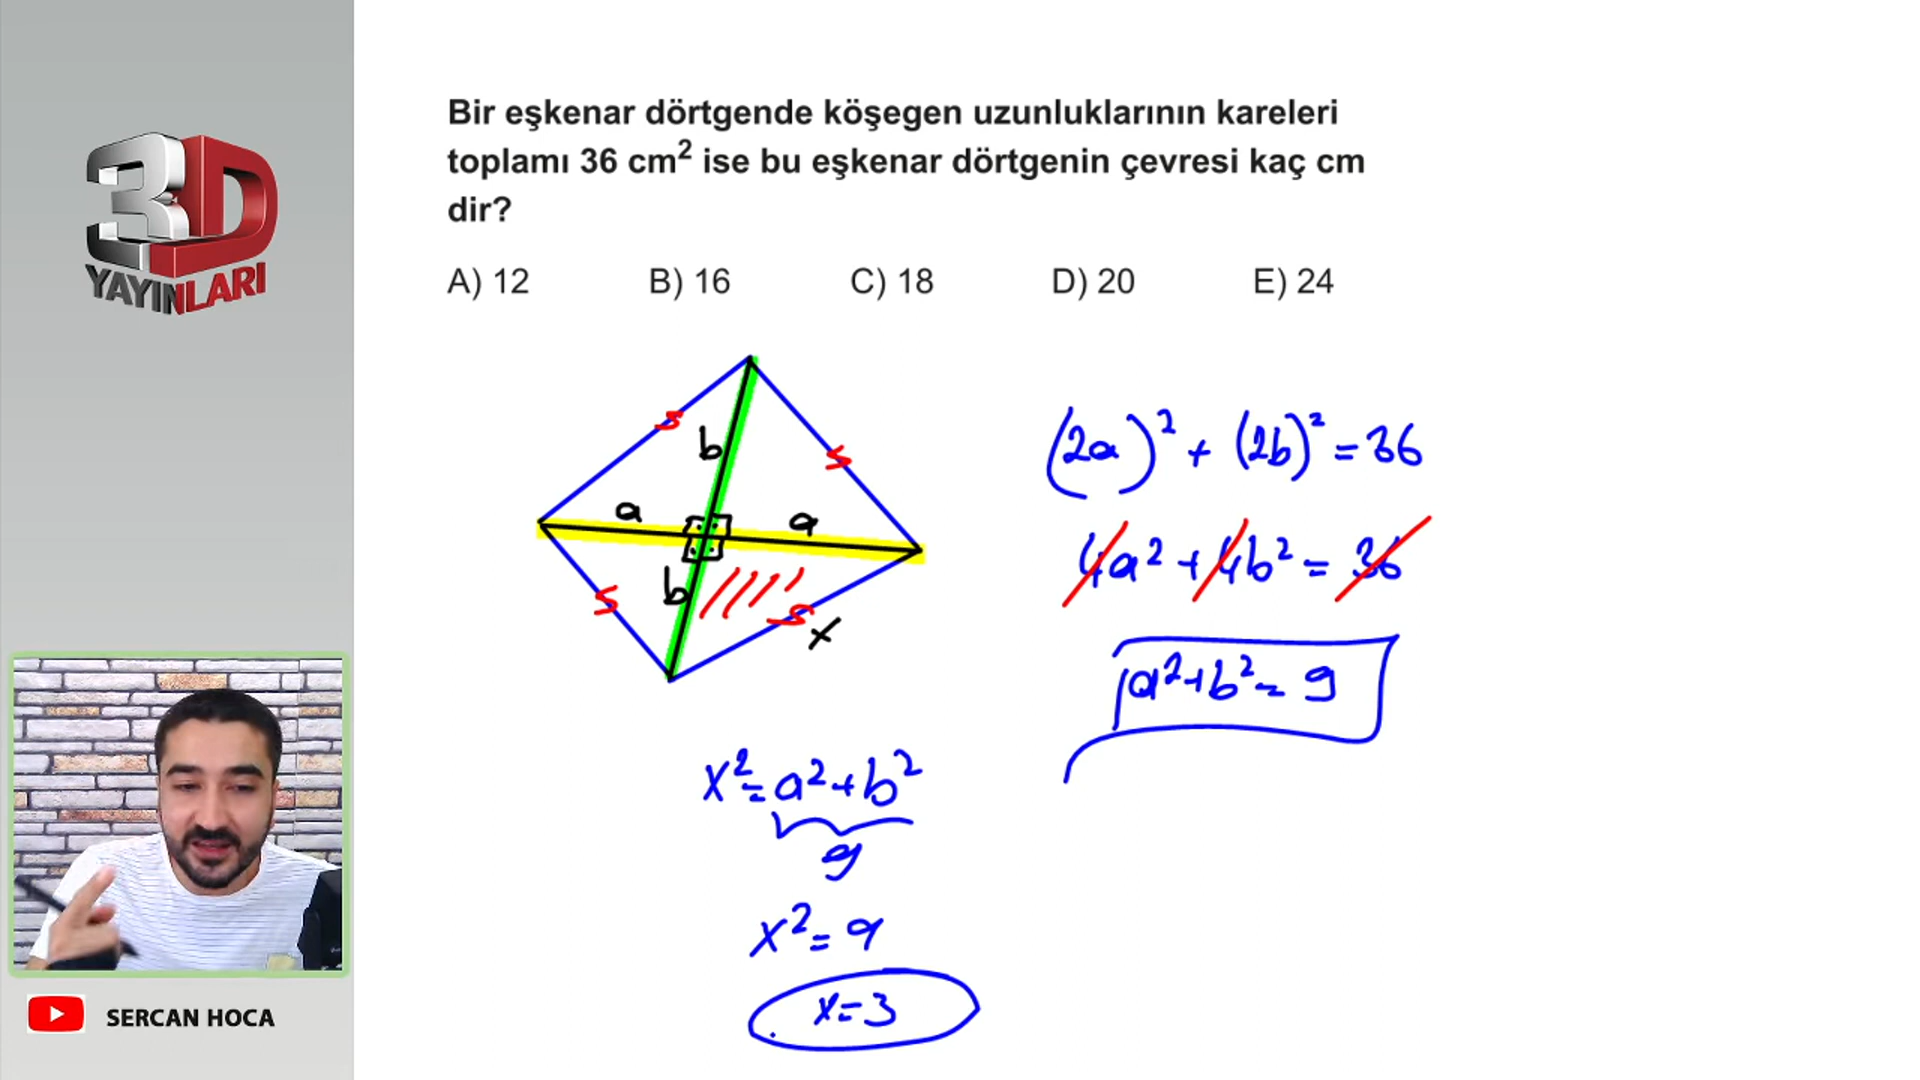 3D
YAYINLARI
Bir eşkenar dörtgende köşegen uzunluklarının kareleri
toplamı 36 cm² ise bu eşkenar dörtgenin çevresi kaç cm
dir?
A) 12 B) 16 C) 18 D) 20 E) 24
b
a a
b
x
(2a)² + (2b)² = 36
4a² + 4b² = 36
a² + b² = 9
x² = a² + b²
9
x² = 9
x = 3
SERCAN HOCA